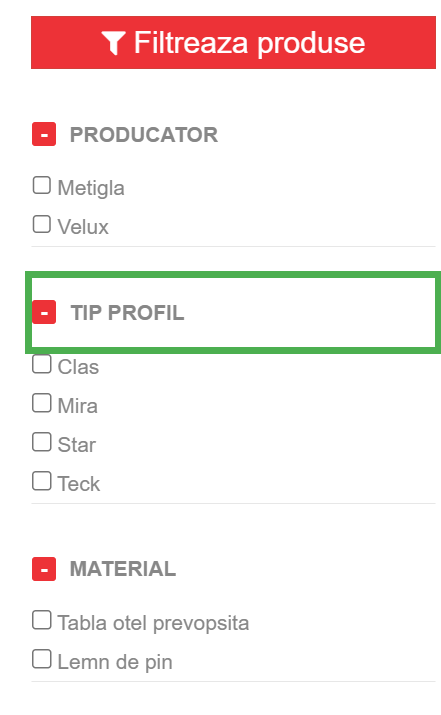 Filtreaza produse
- PRODUCATOR
Metigla
Velux
- TIP PROFIL
Clas
Mira
Star
Teck
- MATERIAL
Tabla otel prevopsita
Lemn de pin